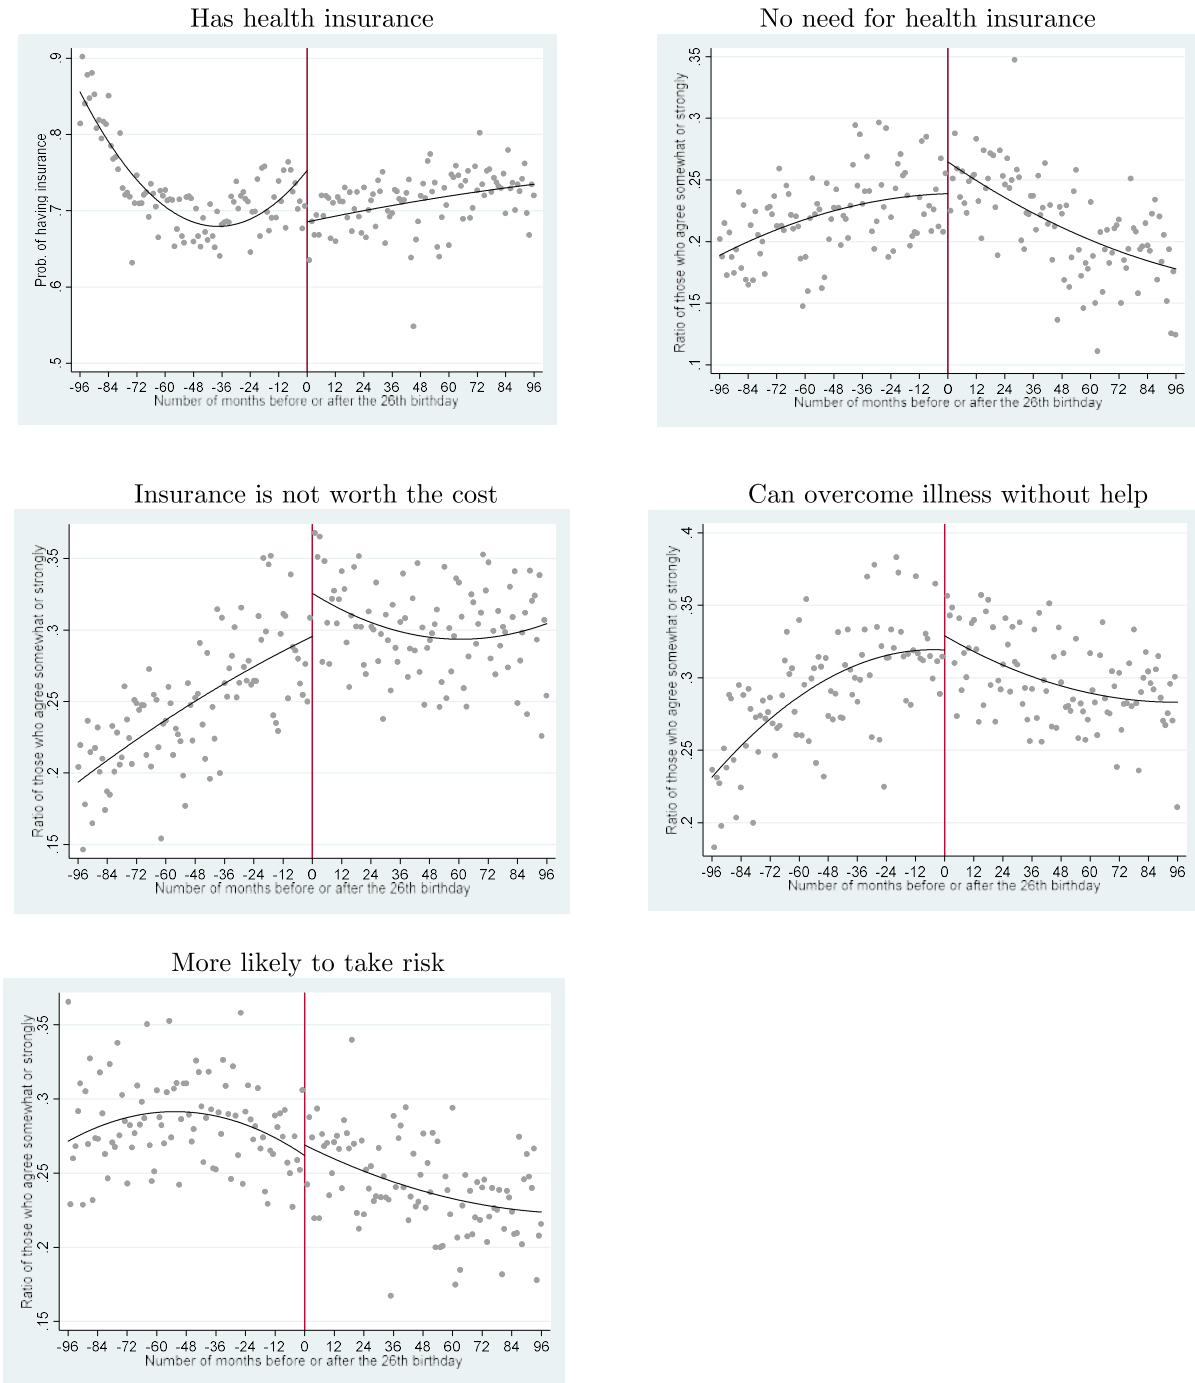 Has health insurance
Prob. of having insurance
.9
.8
.7
.6
.5
-96 -84 -72 -60 -48 -36 -24 -12 0 12 24 36 48 60 72 84 96
Number of months before or after the 26th birthday
No need for health insurance
Ratio of those who agree somewhat or strongly
.35
.3
.25
.2
.15
.1
-96 -84 -72 -60 -48 -36 -24 -12 0 12 24 36 48 60 72 84 96
Number of months before or after the 26th birthday
Insurance is not worth the cost
Ratio of those who agree somewhat or strongly
.35
.3
.25
.2
.15
-96 -84 -72 -60 -48 -36 -24 -12 0 12 24 36 48 60 72 84 96
Number of months before or after the 26th birthday
Can overcome illness without help
Ratio of those who agree somewhat or strongly
.4
.35
.3
.25
.2
-96 -84 -72 -60 -48 -36 -24 -12 0 12 24 36 48 60 72 84 96
Number of months before or after the 26th birthday
More likely to take risk
Ratio of those who agree somewhat or strongly
.35
.3
.25
.2
.15
-96 -84 -72 -60 -48 -36 -24 -12 0 12 24 36 48 60 72 84 96
Number of months before or after the 26th birthday